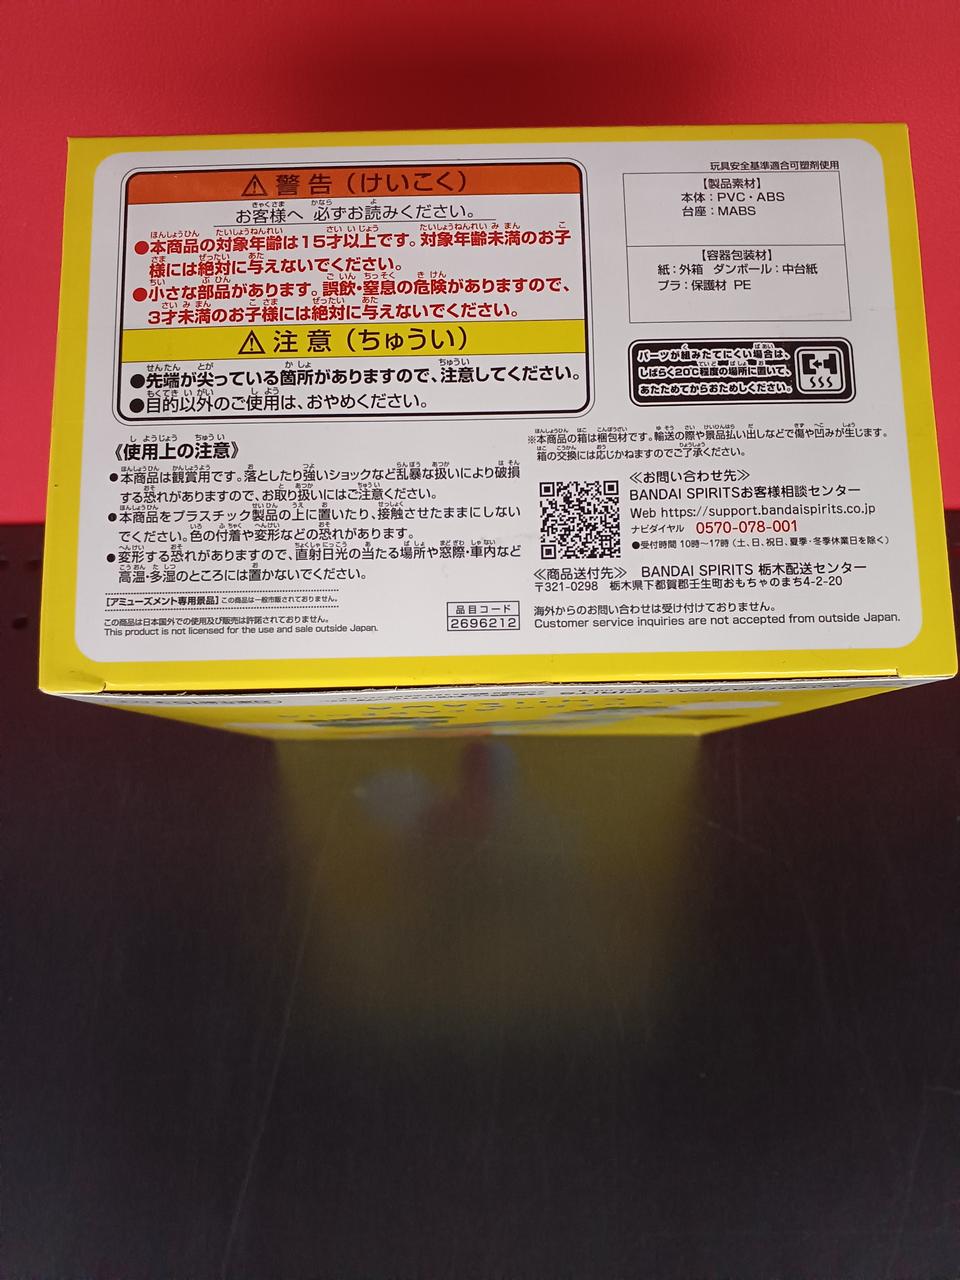 玩具安全基準適合可塑剤使用
警告（けいこく）
お客様へ 必ずお読みください。
●本商品の対象年齢は15才以上です。対象年齢未満のお子
様には絶対に与えないでください。
●小さな部品があります。誤飲・窒息の危険がありますので、
3才未満のお子様には絶対に与えないでください。
注意（ちゅうい）
●先端が尖っている箇所がありますので、注意してください。
●目的以外のご使用は、おやめください。
【製品素材】
本体：PVC・ABS
台座：MABS
【容器包装材】
紙：外箱 ダンボール：中台紙
プラ：保護材 PE
パーツが組みたてにくい場合は、
しばらく20℃程度の場所に置いて、
あたためてからおためしください。
《使用上の注意》
●本商品は観賞用です。落としたり強いショックなど乱暴な扱いにより破損
する恐れがありますので、お取り扱いにはご注意ください。
●本商品をプラスチック製品の上に置いたり、接触させたままにしない
でください。色の付着や変形などの恐れがあります。
●変形する恐れがありますので、直射日光の当たる場所や窓際・車内など
高温・多湿のところには置かないでください。
【アミューズメント専用景品】この商品は一般市販されておりません。
この商品は日本国外での使用及び販売は許諾されておりません。
This product is not licensed for the use and sale outside Japan.
品目コード
2696212
※本商品の箱は梱包材です。輸送の際や景品払い出しなどで傷や凹みが生じます。
箱の交換には応じかねますのでご了承ください。
≪お問い合わせ先≫
BANDAI SPIRITSお客様相談センター
Web https://support.bandaispirits.co.jp
ナビダイヤル 0570-078-001
●受付時間 10時〜17時（土、日、祝日、夏季・冬季休業日を除く）
≪商品送付先≫ BANDAI SPIRITS 栃木配送センター
〒321-0298 栃木県下都賀郡壬生町おもちゃのまち4-2-20
海外からのお問い合わせは受け付けておりません。
Customer service inquiries are not accepted from outside Japan.